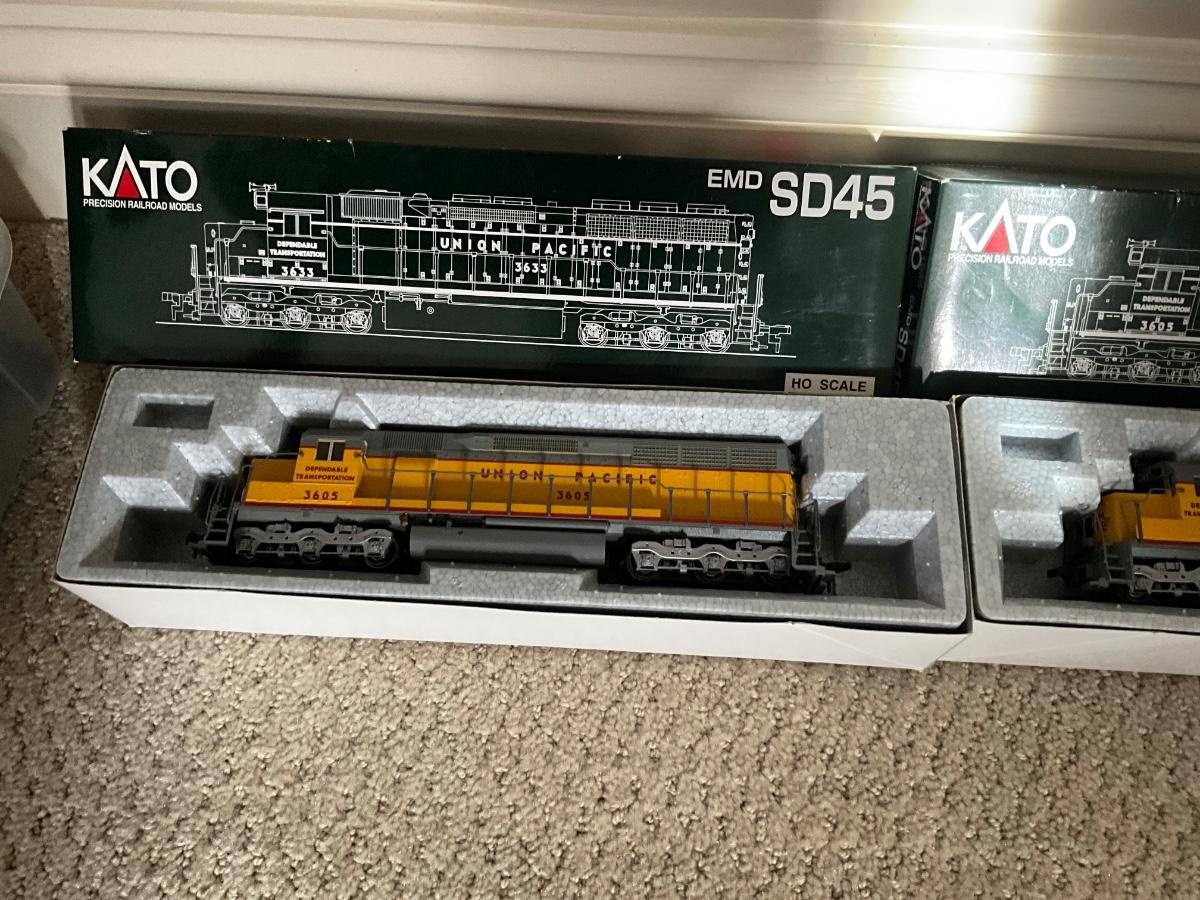 KATO
PRECISION RAILROAD MODELS
EMD SD45
DEPENDABLE
TRANSPORTATION
3633
UNION PACIFIC
3633
HO SCALE
KATO
KATO
PRECISION RAILROAD MODELS
DEPENDABLE
TRANSPORTATION
3605
DEPENDABLE
TRANSPORTATION
3605
UNION PACIFIC
3605